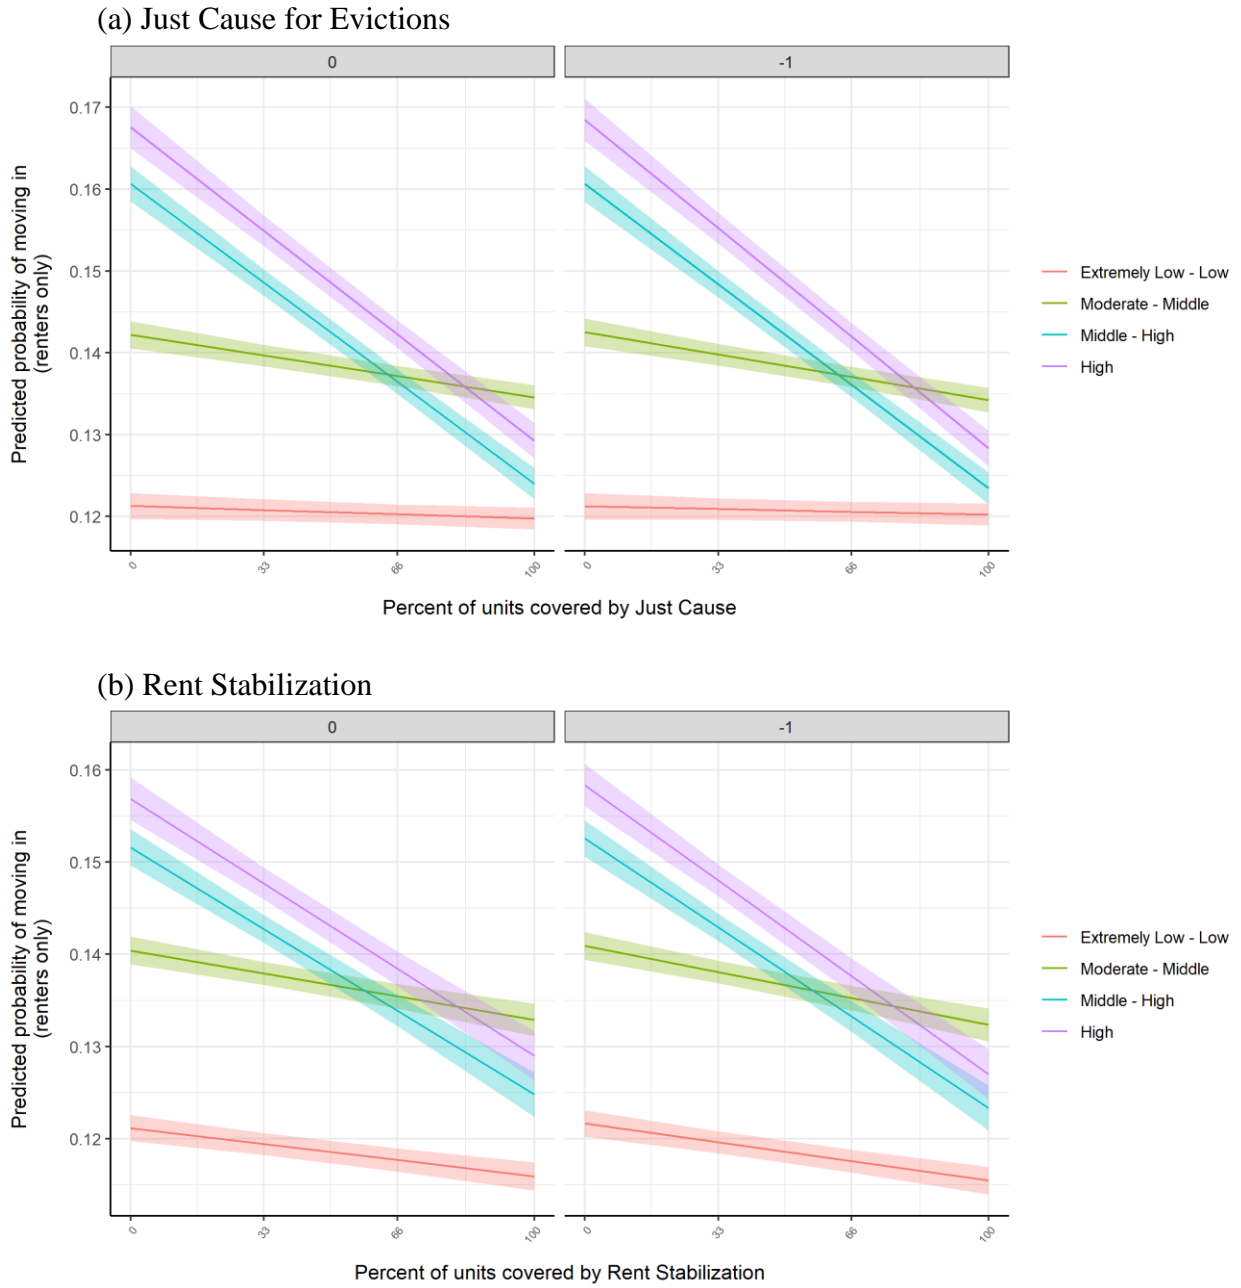 (a) Just Cause for Evictions
0
-1
0.17
0.16
0.15
0.14
0.13
0.12
Predicted probability of moving in
(renters only)
0
33
66
100
0
33
66
100
Percent of units covered by Just Cause
Extremely Low - Low
Moderate - Middle
Middle - High
High
(b) Rent Stabilization
0
-1
0.16
0.15
0.14
0.13
0.12
Predicted probability of moving in
(renters only)
0
33
66
100
0
33
66
100
Percent of units covered by Rent Stabilization
Extremely Low - Low
Moderate - Middle
Middle - High
High